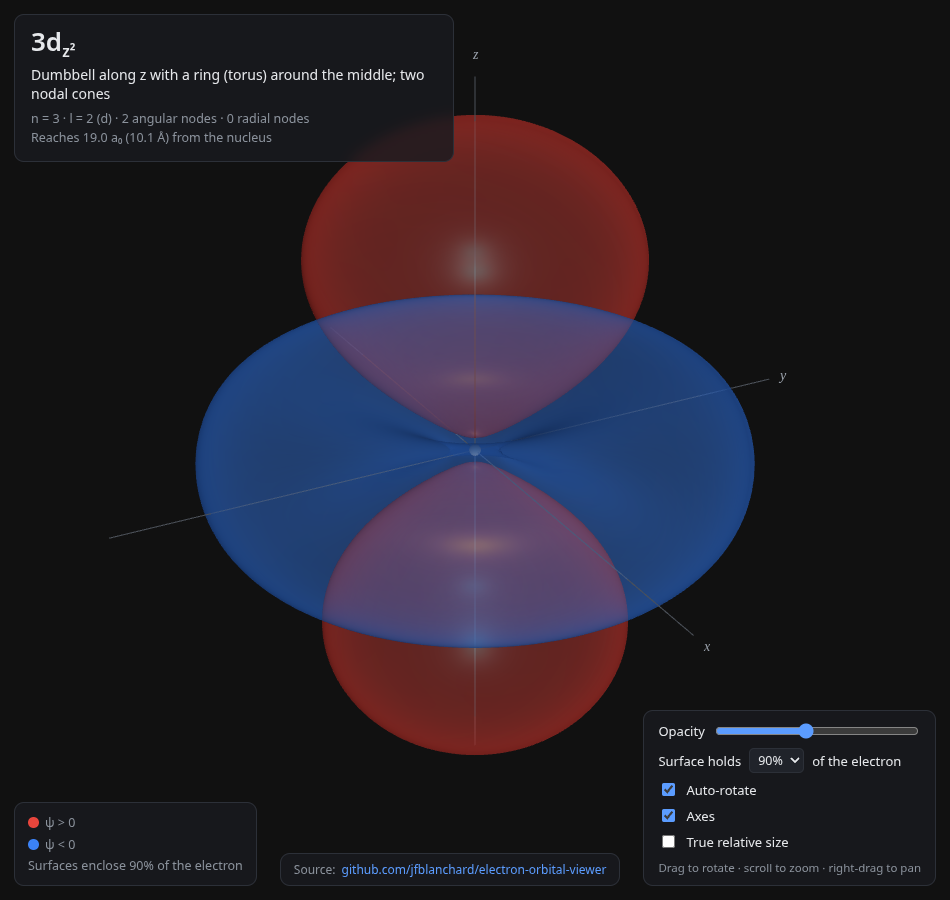 3dz²
Dumbbell along z with a ring (torus) around the middle; two
nodal cones
n = 3 · l = 2 (d) · 2 angular nodes · 0 radial nodes
Reaches 19.0 a₀ (10.1 Å) from the nucleus
z
y
x
Opacity
Surface holds 90% of the electron
Auto-rotate
Axes
True relative size
Drag to rotate · scroll to zoom · right-drag to pan
ψ > 0
ψ < 0
Surfaces enclose 90% of the electron
Source: github.com/jfblanchard/electron-orbital-viewer